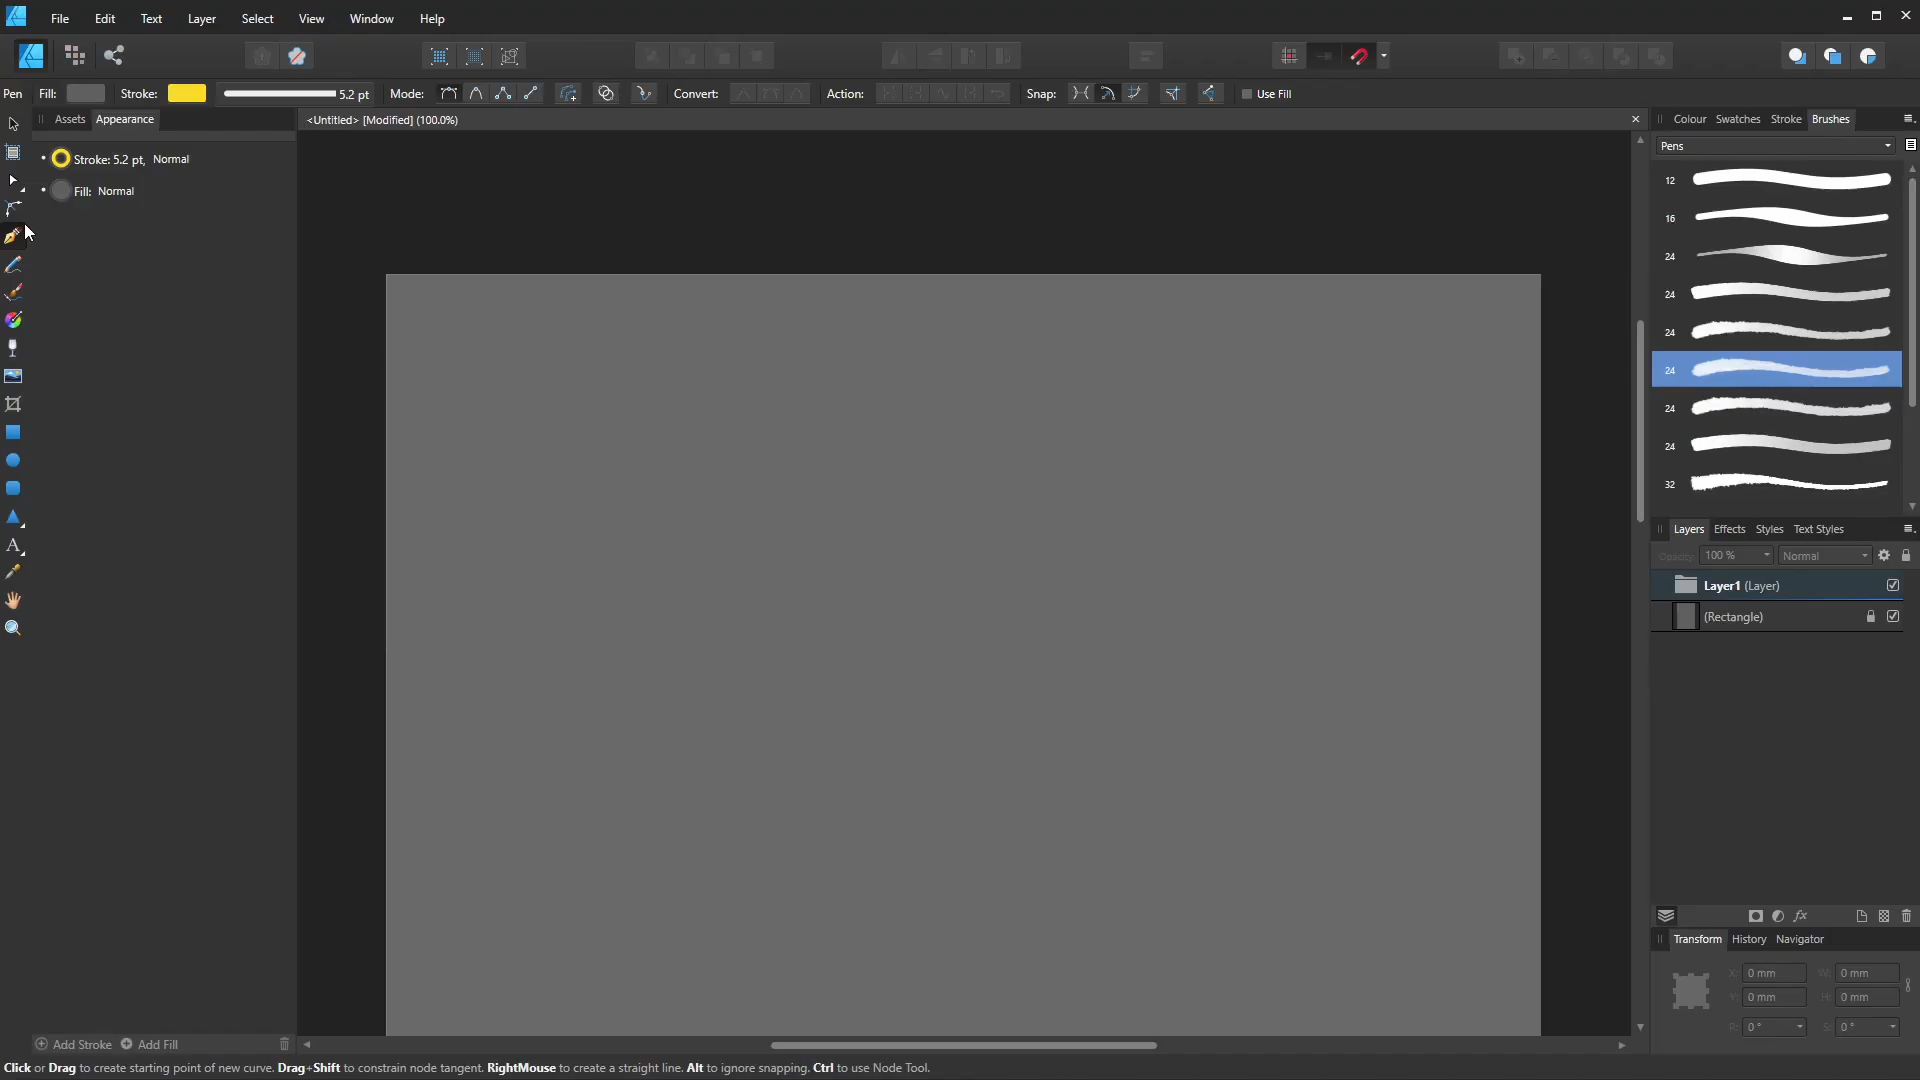 File Edit Text Layer Select View Window Help
Pen Fill: Stroke: 5.2 pt Mode: Convert: Action: Snap: Use Fill
Assets Appearance
<Untitled> [Modified] (100.0%)
Colour Swatches Stroke Brushes
Stroke: 5.2 pt, Normal
Fill: Normal
Pens
12
16
24
24
24
24
24
24
32
Layers Effects Styles Text Styles
Opacity: 100 % Normal
Layer1 (Layer)
(Rectangle)
Transform History Navigator
X: 0 mm W: 0 mm
Y: 0 mm H: 0 mm
R: 0 ° S: 0 °
Add Stroke Add Fill
Click or Drag to create starting point of new curve. Drag+Shift to constrain node tangent. RightMouse to create a straight line. Alt to ignore snapping. Ctrl to use Node Tool.